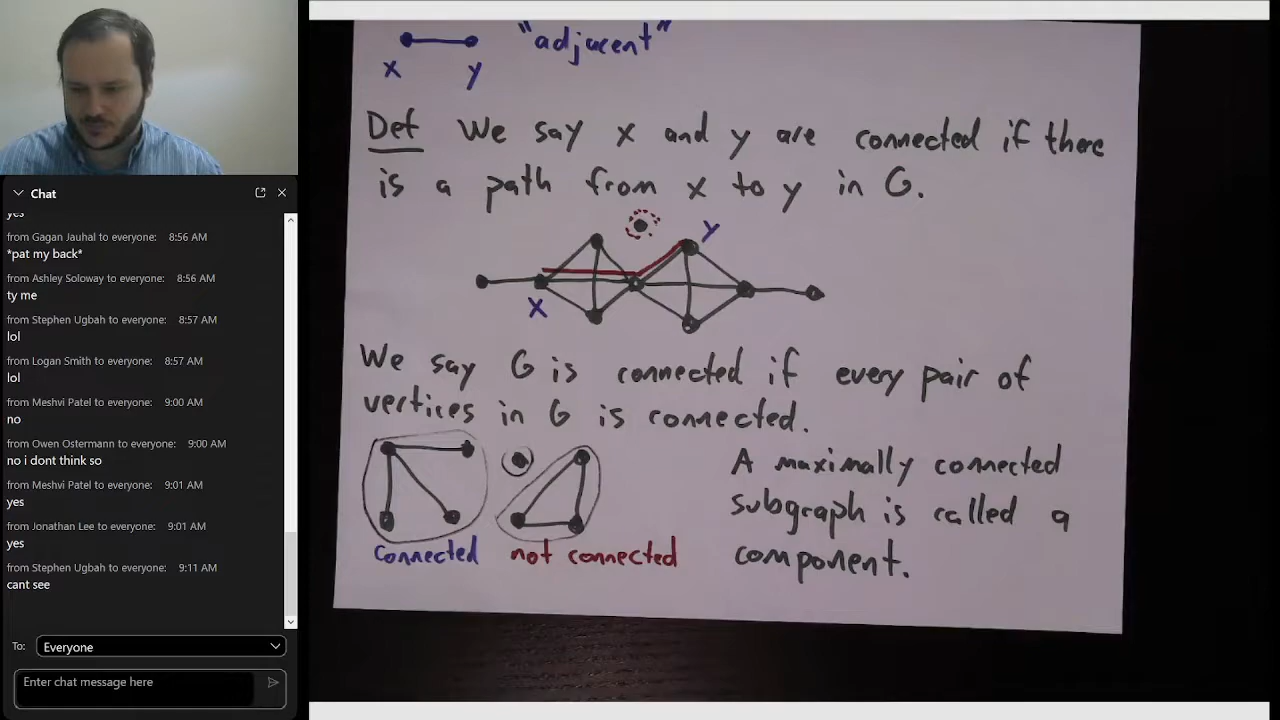 Chat
yes
from Gagan Jauhal to everyone: 8:56 AM
*pat my back*
from Ashley Soloway to everyone: 8:56 AM
ty me
from Stephen Ugbah to everyone: 8:57 AM
lol
from Logan Smith to everyone: 8:57 AM
lol
from Meshvi Patel to everyone: 9:00 AM
no
from Owen Ostermann to everyone: 9:00 AM
no i dont think so
from Meshvi Patel to everyone: 9:01 AM
yes
from Jonathan Lee to everyone: 9:01 AM
yes
from Stephen Ugbah to everyone: 9:11 AM
cant see
To: Everyone
Enter chat message here
"adjacent"
x y
Def We say x and y are connected if there
is a path from x to y in G.
y
x
We say G is connected if every pair of
vertices in G is connected.
A maximally connected
subgraph is called a
component.
Connected not connected